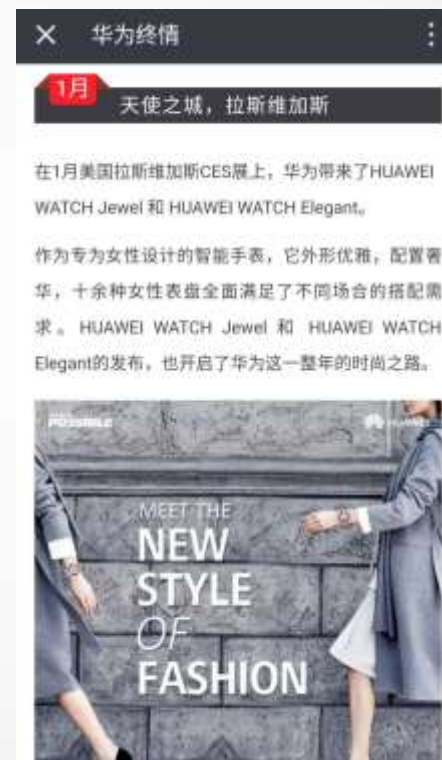 华为终情
1月
天使之城，拉斯维加斯
在1月美国拉斯维加斯CES展上，华为带来了HUAWEI
WATCH Jewel 和 HUAWEI WATCH Elegant。
作为专为女性设计的智能手表，它外形优雅，配置奢
华，十余种女性表盘全面满足了不同场合的搭配需
求。HUAWEI WATCH Jewel 和 HUAWEI WATCH
Elegant的发布，也开启了华为这一整年的时尚之路。
POSSIBLE
HUAWEI
MEET THE
NEW
STYLE
OF
FASHION